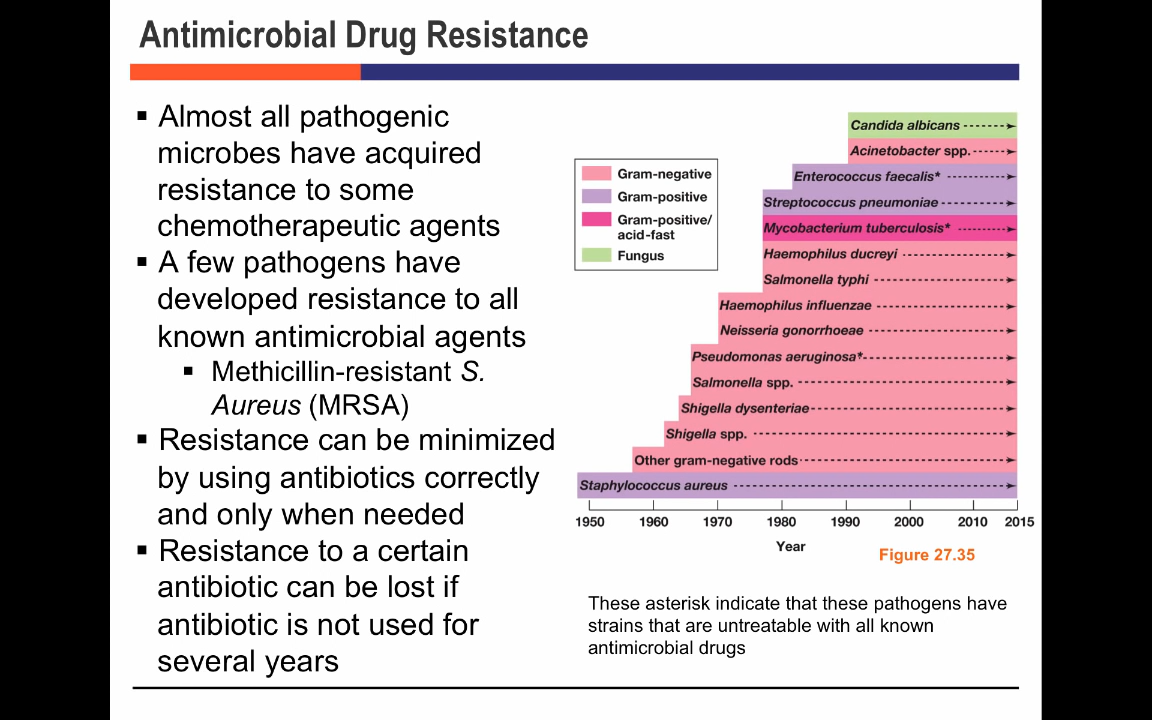 Antimicrobial Drug Resistance
▪ Almost all pathogenic
microbes have acquired
resistance to some
chemotherapeutic agents
▪ A few pathogens have
developed resistance to all
known antimicrobial agents
▪ Methicillin-resistant S.
Aureus (MRSA)
▪ Resistance can be minimized
by using antibiotics correctly
and only when needed
▪ Resistance to a certain
antibiotic can be lost if
antibiotic is not used for
several years
Gram-negative
Gram-positive
Gram-positive/
acid-fast
Fungus
Candida albicans
Acinetobacter spp.
Enterococcus faecalis*
Streptococcus pneumoniae
Mycobacterium tuberculosis*
Haemophilus ducreyi
Salmonella typhi
Haemophilus influenzae
Neisseria gonorrhoeae
Pseudomonas aeruginosa*
Salmonella spp.
Shigella dysenteriae
Shigella spp.
Other gram-negative rods
Staphylococcus aureus
1950 1960 1970 1980 1990 2000 2010 2015
Year
Figure 27.35
These asterisk indicate that these pathogens have
strains that are untreatable with all known
antimicrobial drugs